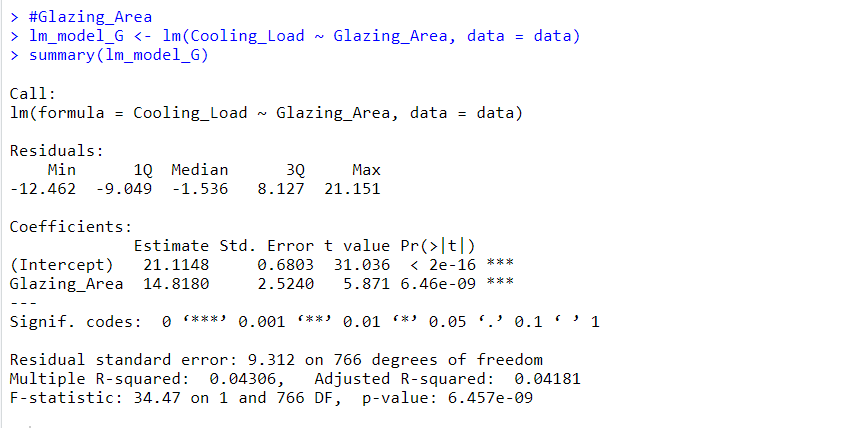 > #Glazing_Area
> lm_model_G <- lm(Cooling_Load ~ Glazing_Area, data = data)
> summary(lm_model_G)
Call:
lm(formula = Cooling_Load ~ Glazing_Area, data = data)
Residuals:
    Min      1Q  Median      3Q     Max
-12.462  -9.049  -1.536   8.127  21.151
Coefficients:
             Estimate Std. Error t value Pr(>|t|)
(Intercept)   21.1148     0.6803  31.036  < 2e-16 ***
Glazing_Area  14.8180     2.5240   5.871 6.46e-09 ***
---
Signif. codes:  0 ‘***’ 0.001 ‘**’ 0.01 ‘*’ 0.05 ‘.’ 0.1 ‘ ’ 1
Residual standard error: 9.312 on 766 degrees of freedom
Multiple R-squared:  0.04306,	Adjusted R-squared:  0.04181
F-statistic: 34.47 on 1 and 766 DF,  p-value: 6.457e-09